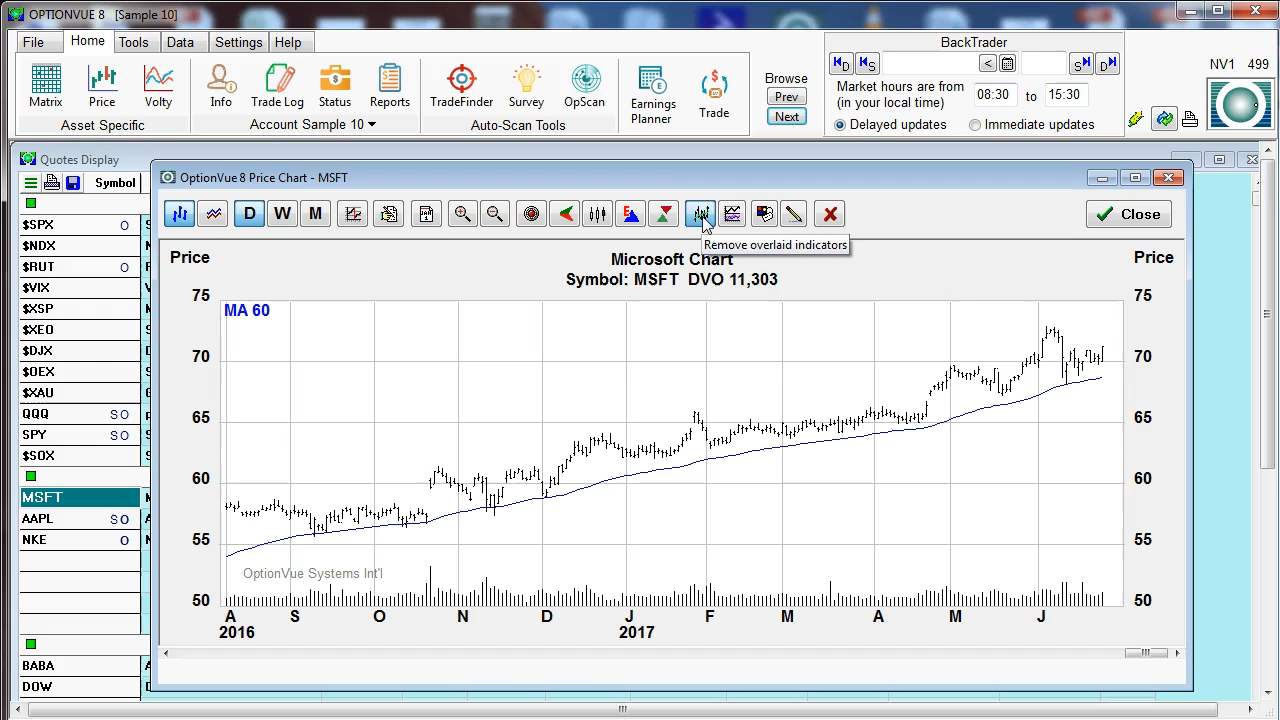 OPTIONVUE 8 [Sample 10]
File Home Tools Data Settings Help
Matrix Price Volty
Asset Specific
Info Trade Log Status Reports
Account Sample 10
TradeFinder Survey OpScan
Auto-Scan Tools
Earnings Planner
Trade
Browse
Prev
Next
BackTrader
D S < S D
Market hours are from
(in your local time)
08:30 to 15:30
Delayed updates Immediate updates
NV1 499
Quotes Display
Symbol
$SPX O
$NDX
$RUT O
$VIX
$XSP
$XEO
$DJX
$OEX
$XAU
QQQ SO
SPY SO
$SOX
MSFT
AAPL SO
NKE O
BABA
DOW
OptionVue 8 Price Chart - MSFT
D W M
E
Close
Remove overlaid indicators
Price Microsoft Chart Price
Symbol: MSFT DVO 11,303
MA 60
75 75
70 70
65 65
60 60
55 55
50 50
OptionVue Systems Int'l
A S O N D J F M A M J
2016 2017